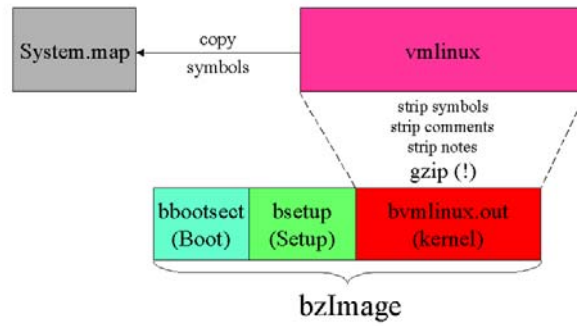 System.map
copy
symbols
vmlinux
strip symbols
strip comments
strip notes
gzip (!)
bbootsect
(Boot)
bsetup
(Setup)
bvmlinux.out
(kernel)
bzImage